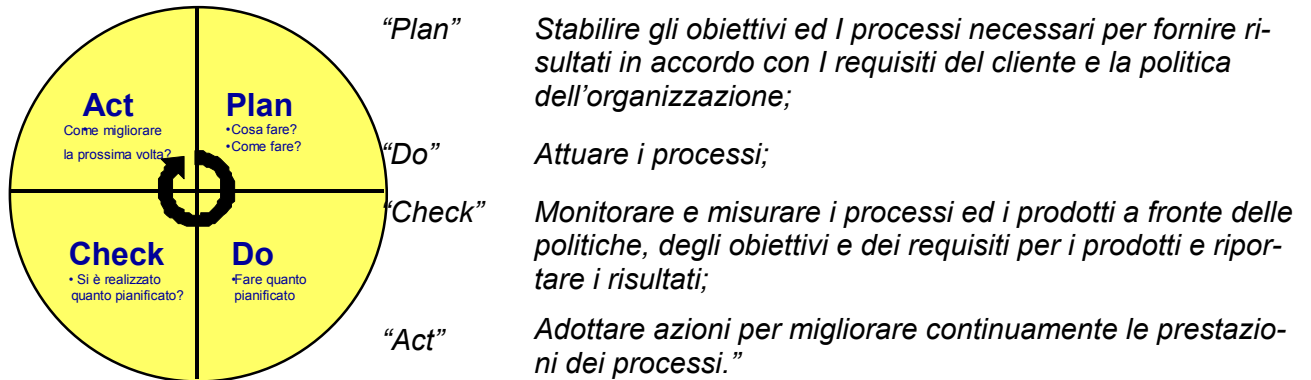 Act
Come migliorare
la prossima volta?
Plan
•Cosa fare?
•Come fare?
Check
• Si è realizzato
quanto pianificato?
Do
•Fare quanto
pianificato
“Plan”
Stabilire gli obiettivi ed I processi necessari per fornire ri-
sultati in accordo con I requisiti del cliente e la politica
dell’organizzazione;
“Do”
Attuare i processi;
“Check”
Monitorare e misurare i processi ed i prodotti a fronte delle
politiche, degli obiettivi e dei requisiti per i prodotti e ripor-
tare i risultati;
“Act”
Adottare azioni per migliorare continuamente le prestazio-
ni dei processi.”